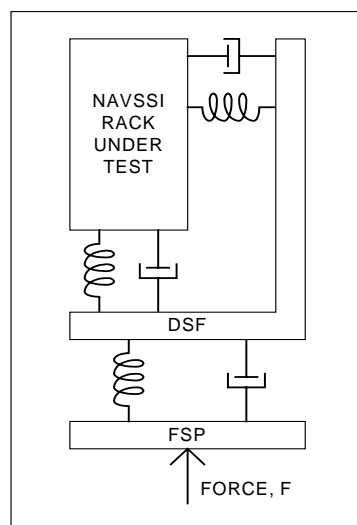 NAVSSI
RACK
UNDER
TEST
DSF
FSP
FORCE, F